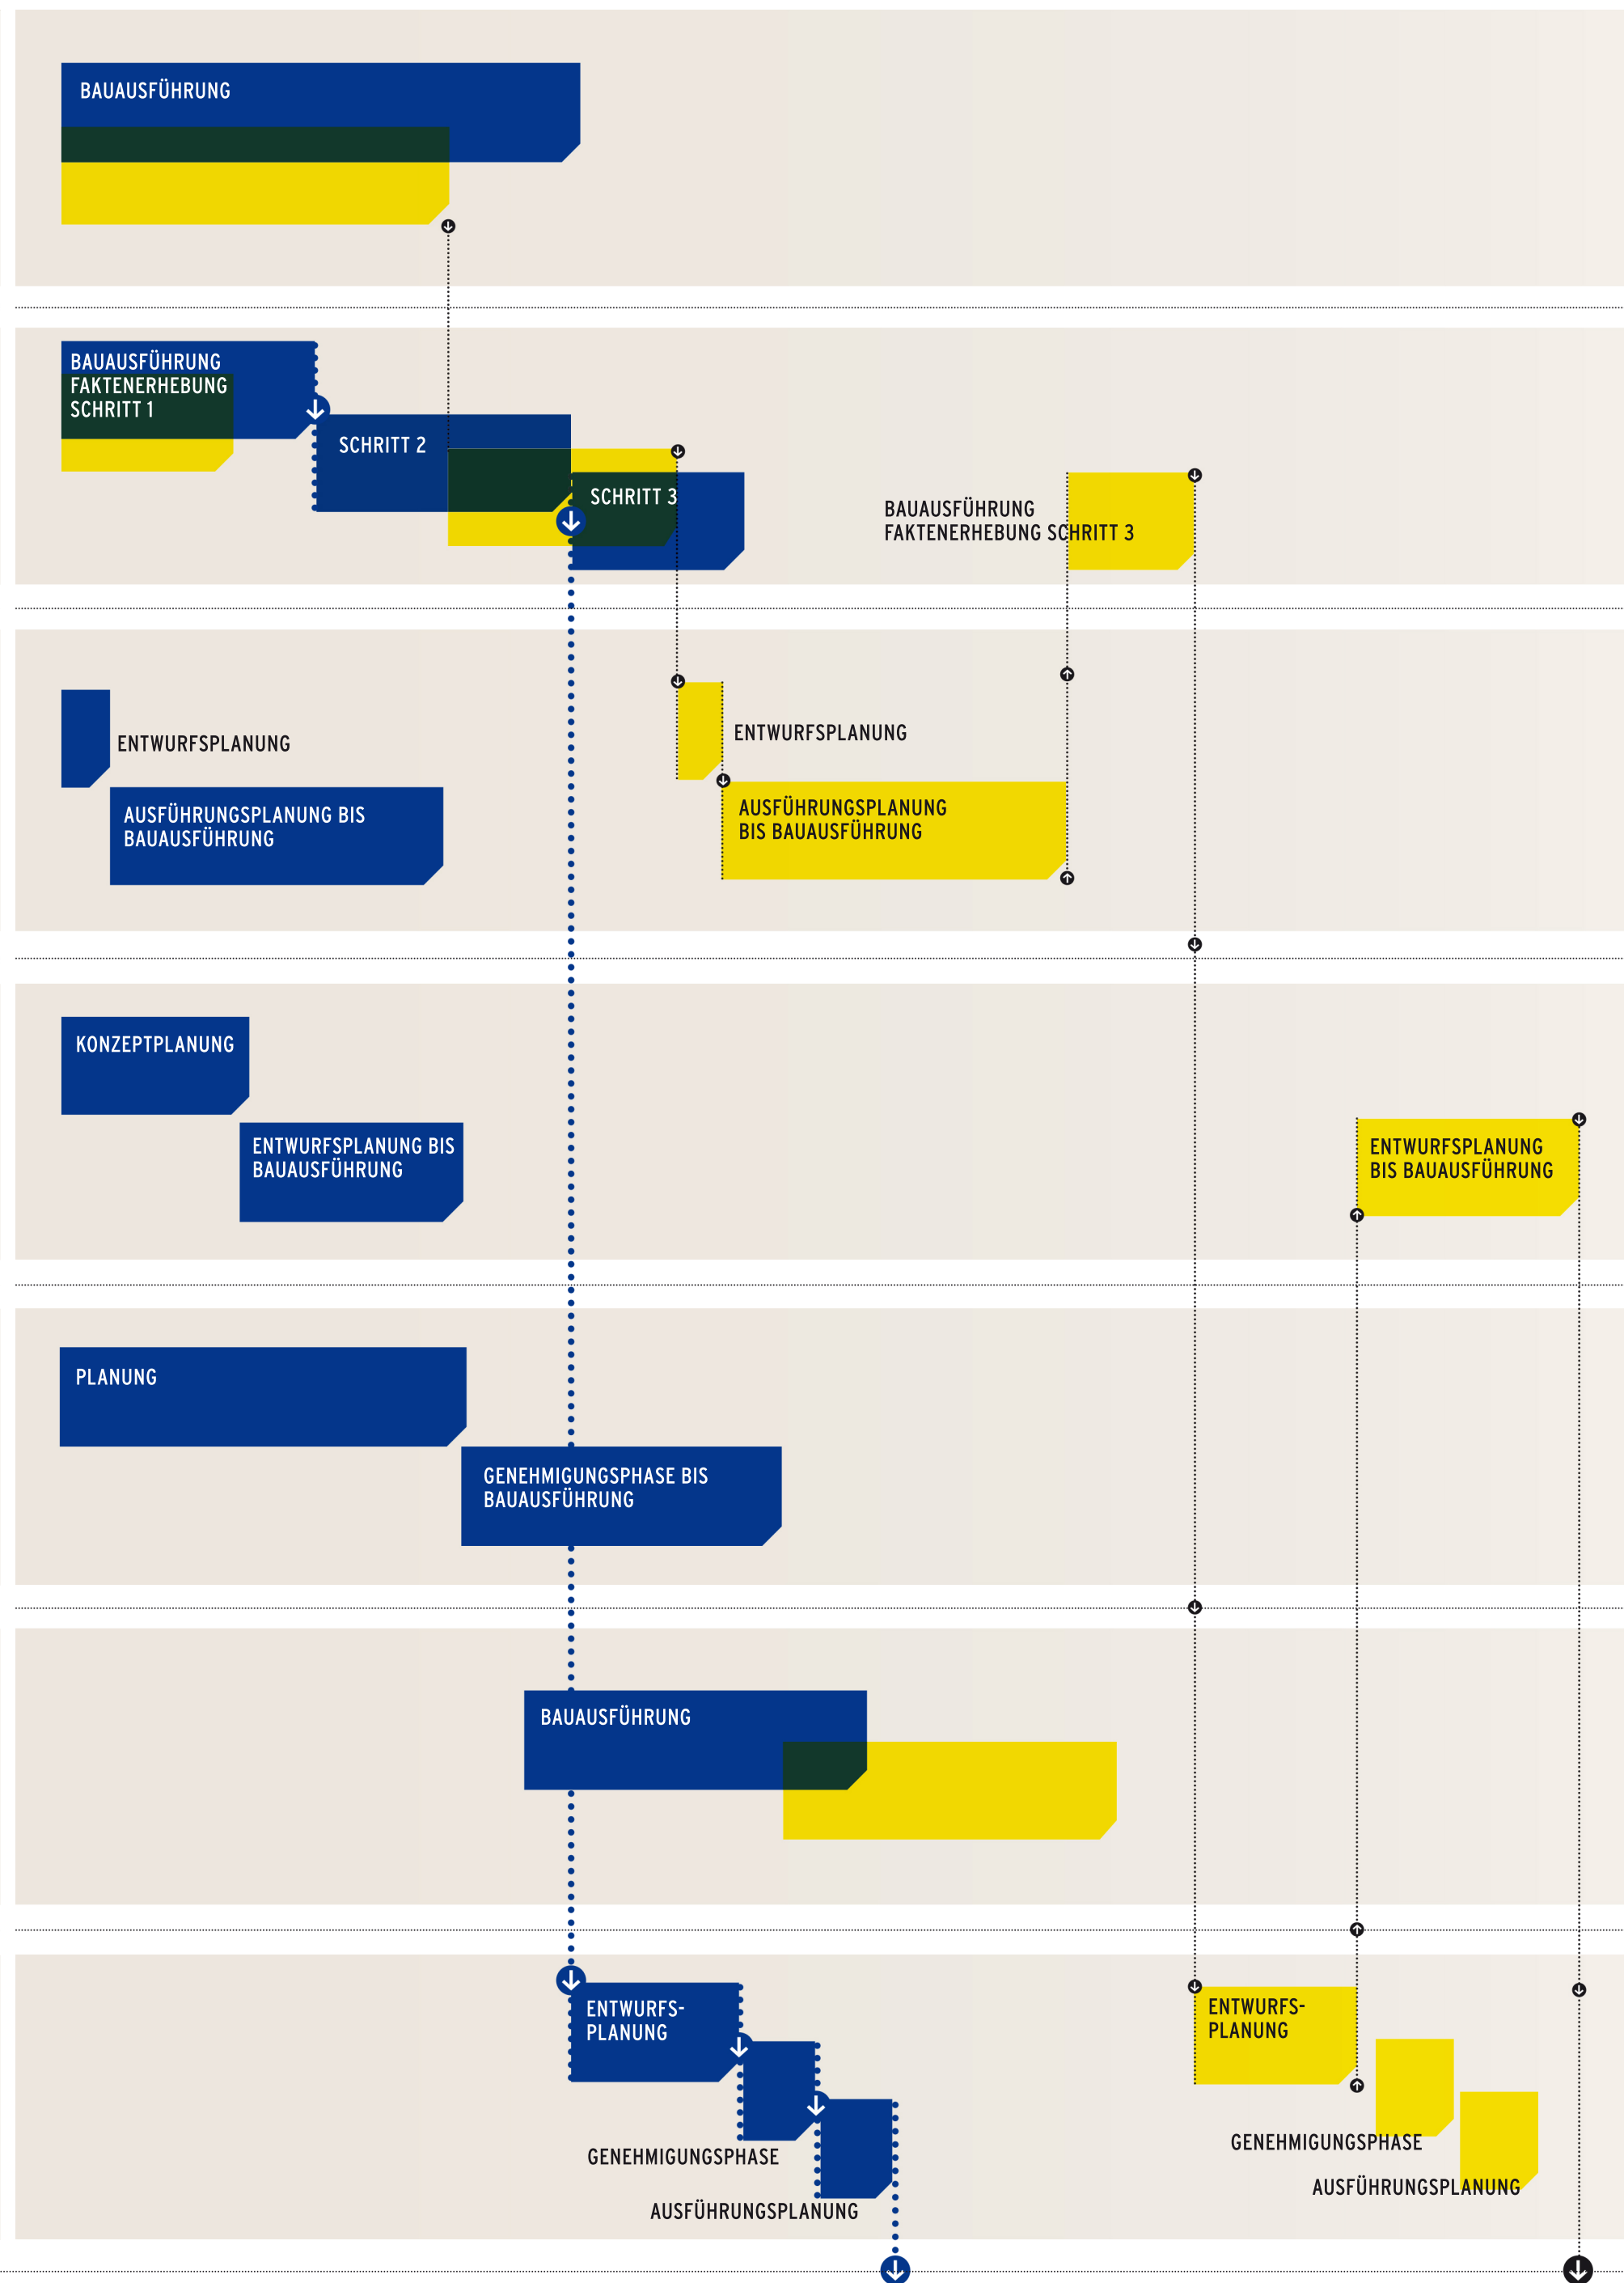 BAUAUSFÜHRUNG
BAUAUSFÜHRUNG
FAKTENERHEBUNG
SCHRITT 1
SCHRITT 2
SCHRITT 3
BAUAUSFÜHRUNG
FAKTENERHEBUNG SCHRITT 3
ENTWURFSPLANUNG
AUSFÜHRUNGSPLANUNG BIS
BAUAUSFÜHRUNG
ENTWURFSPLANUNG
AUSFÜHRUNGSPLANUNG
BIS BAUAUSFÜHRUNG
KONZEPTPLANUNG
ENTWURFSPLANUNG BIS
BAUAUSFÜHRUNG
ENTWURFSPLANUNG
BIS BAUAUSFÜHRUNG
PLANUNG
GENEHMIGUNGSPHASE BIS
BAUAUSFÜHRUNG
BAUAUSFÜHRUNG
ENTWURFS-
PLANUNG
GENEHMIGUNGSPHASE
AUSFÜHRUNGSPLANUNG
ENTWURFS-
PLANUNG
GENEHMIGUNGSPHASE
AUSFÜHRUNGSPLANUNG